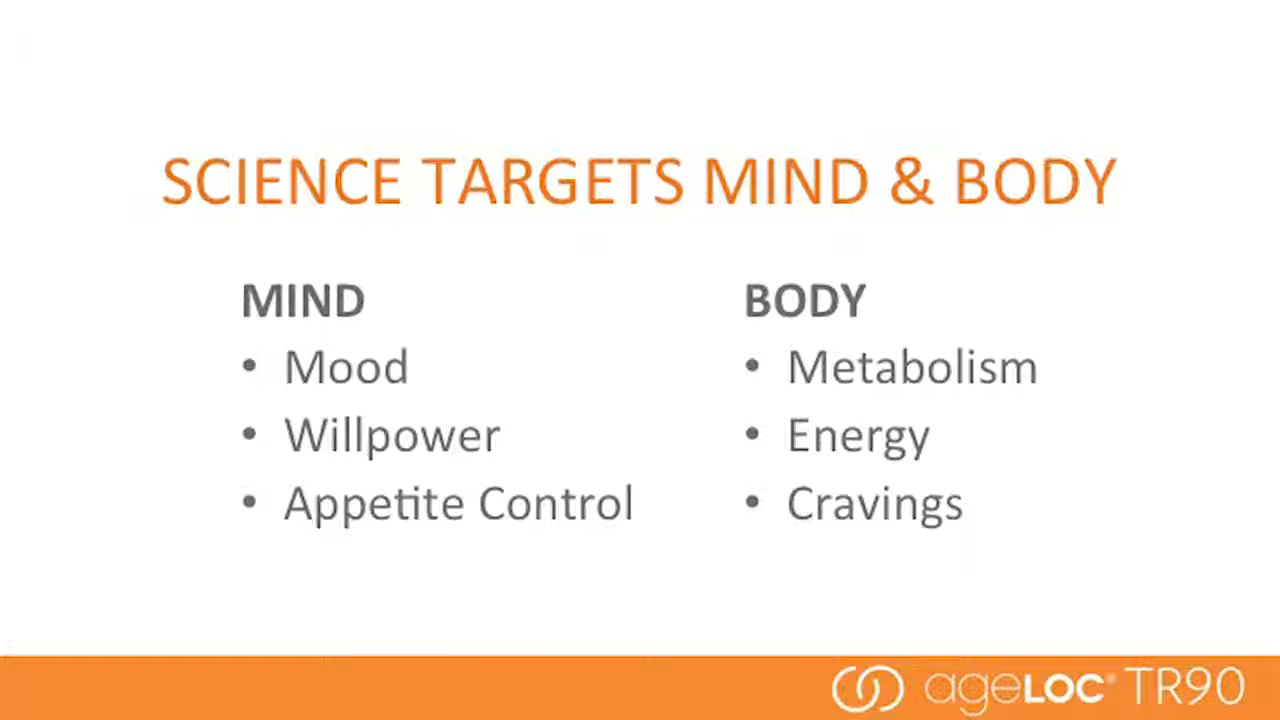 SCIENCE TARGETS MIND & BODY
MIND
• Mood
• Willpower
• Appetite Control
BODY
• Metabolism
• Energy
• Cravings
ageLOC® TR90